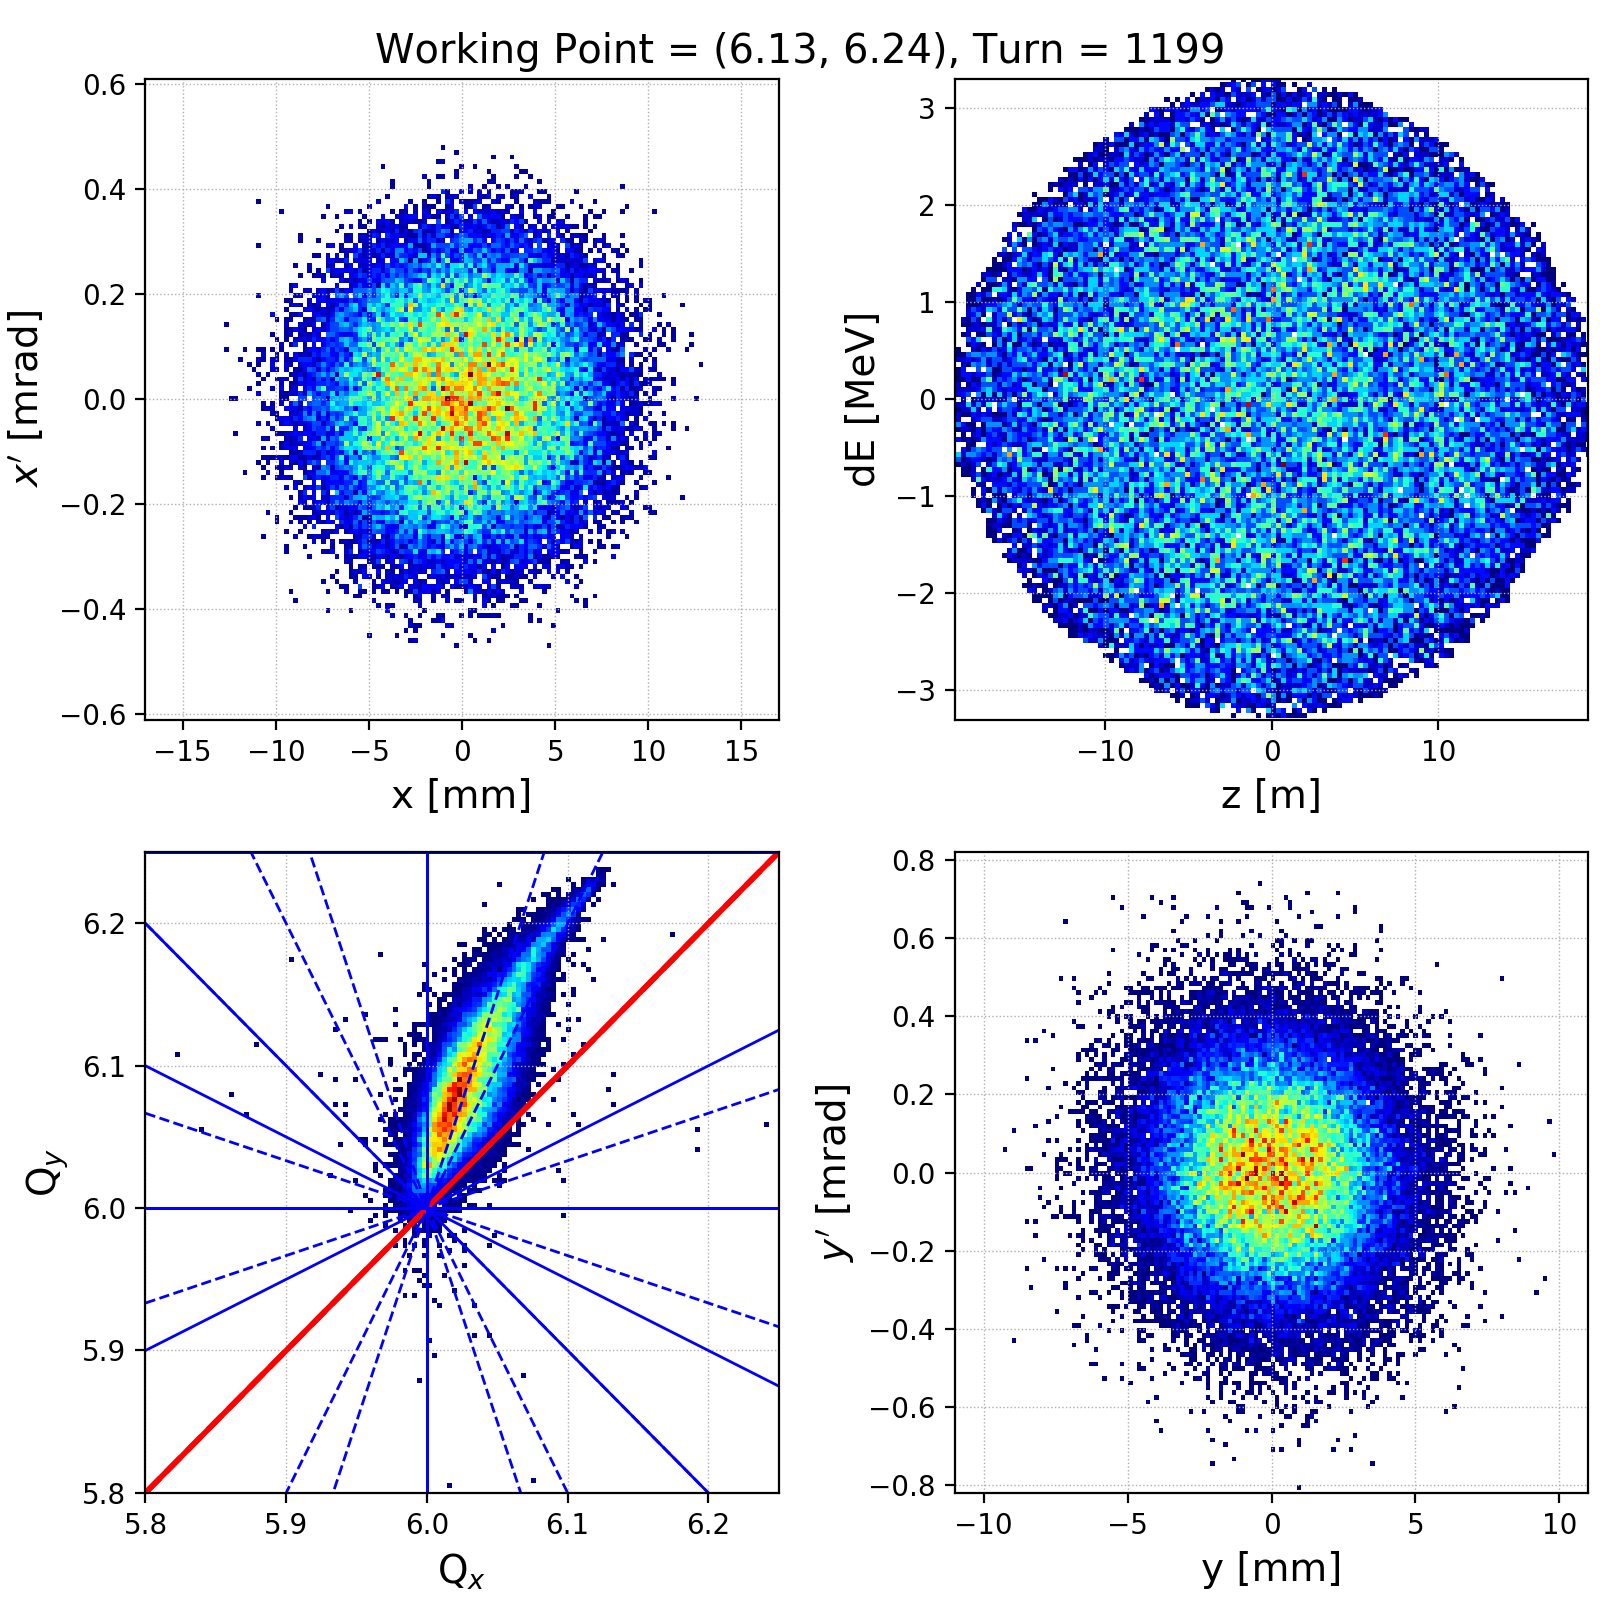 Working Point = (6.13, 6.24), Turn = 1199
0.6
0.4
0.2
0.0
−0.2
−0.4
−0.6
x′ [mrad]
−15 −10 −5 0 5 10 15
x [mm]
3
2
1
0
−1
−2
−3
dE [MeV]
−10 0 10
z [m]
6.2
6.1
6.0
5.9
5.8
Qy
5.8 5.9 6.0 6.1 6.2
Qx
0.8
0.6
0.4
0.2
0.0
−0.2
−0.4
−0.6
−0.8
y′ [mrad]
−10 −5 0 5 10
y [mm]